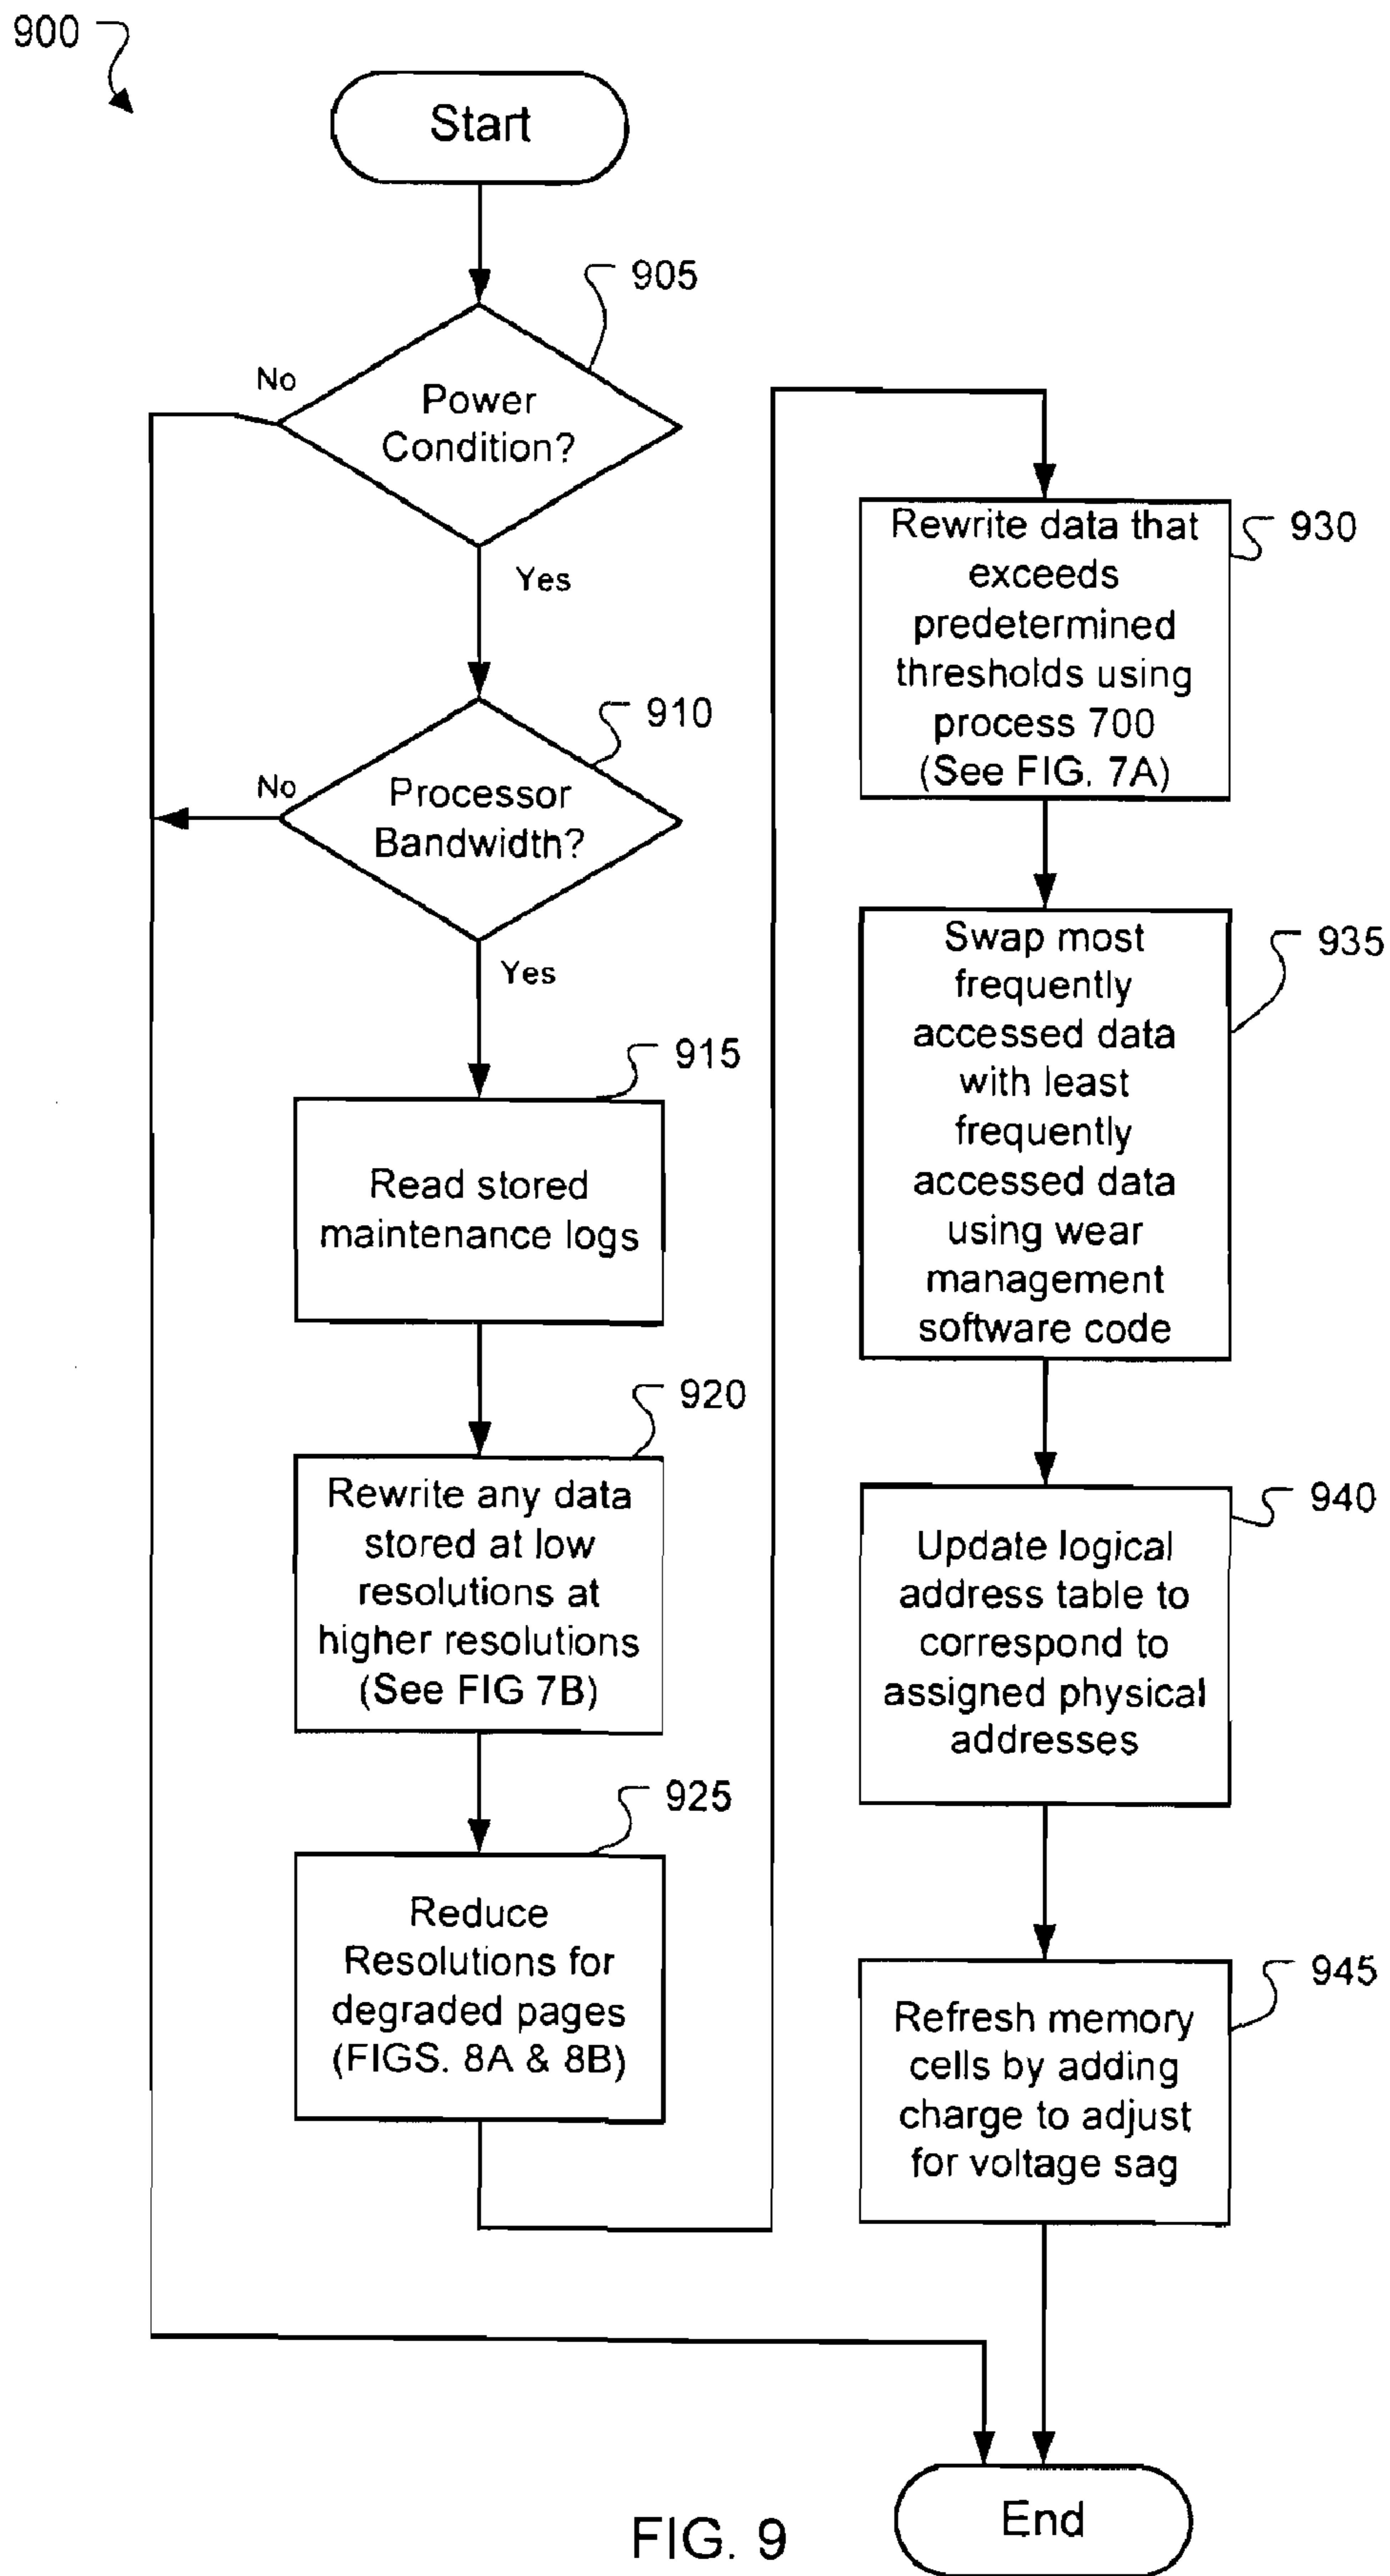 900
Start
905
No
Power
Condition?
Yes
910
No
Processor
Bandwidth?
Yes
915
Read stored
maintenance logs
920
Rewrite any data
stored at low
resolutions at
higher resolutions
(See FIG 7B)
925
Reduce
Resolutions for
degraded pages
(FIGS. 8A & 8B)
930
Rewrite data that
exceeds
predetermined
thresholds using
process 700
(See FIG. 7A)
935
Swap most
frequently
accessed data
with least
frequently
accessed data
using wear
management
software code
940
Update logical
address table to
correspond to
assigned physical
addresses
945
Refresh memory
cells by adding
charge to adjust
for voltage sag
End
FIG. 9